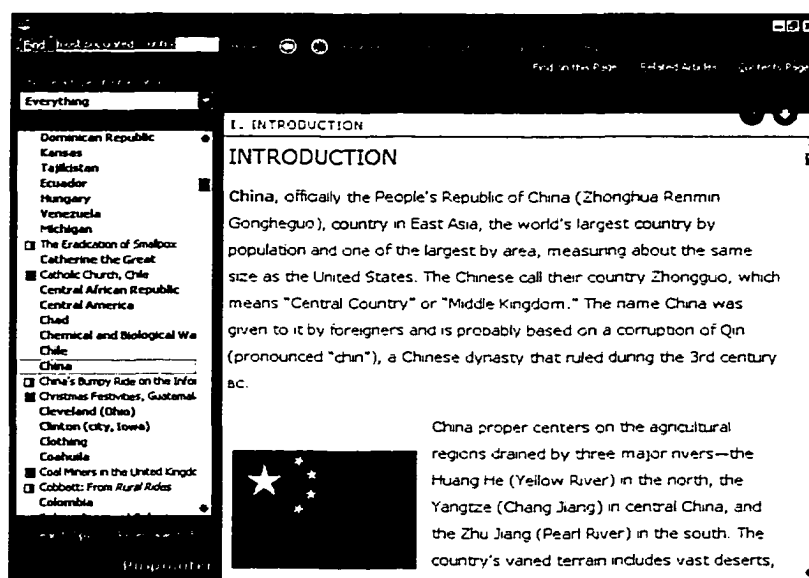 Find most populated
Find on this Page Related Articles Contents Page
Everything
Dominican Republic
Kansas
Tajikistan
Ecuador
Hungary
Venezuela
Michigan
The Eradication of Smallpox
Catherine the Great
Catholic Church, Chile
Central African Republic
Central America
Chad
Chemical and Biological Wa
Chile
China
China's Bumpy Ride on the Infor
Christmas Festivities, Guatemal
Cleveland (Ohio)
Clinton (city, Iowa)
Clothing
Coahuila
Coal Miners in the United Kingdo
Cobbett: From Rural Rides
Colombia
Pinpointer
I. INTRODUCTION
INTRODUCTION
China, officially the People's Republic of China (Zhonghua Renmin
Gongheguo), country in East Asia, the world's largest country by
population and one of the largest by area, measuring about the same
size as the United States. The Chinese call their country Zhongguo, which
means "Central Country" or "Middle Kingdom." The name China was
given to it by foreigners and is probably based on a corruption of Qin
(pronounced "chin"), a Chinese dynasty that ruled during the 3rd century
BC.
China proper centers on the agricultural
regions drained by three major rivers—the
Huang He (Yellow River) in the north, the
Yangtze (Chang Jiang) in central China, and
the Zhu Jiang (Pearl River) in the south. The
country's varied terrain includes vast deserts,